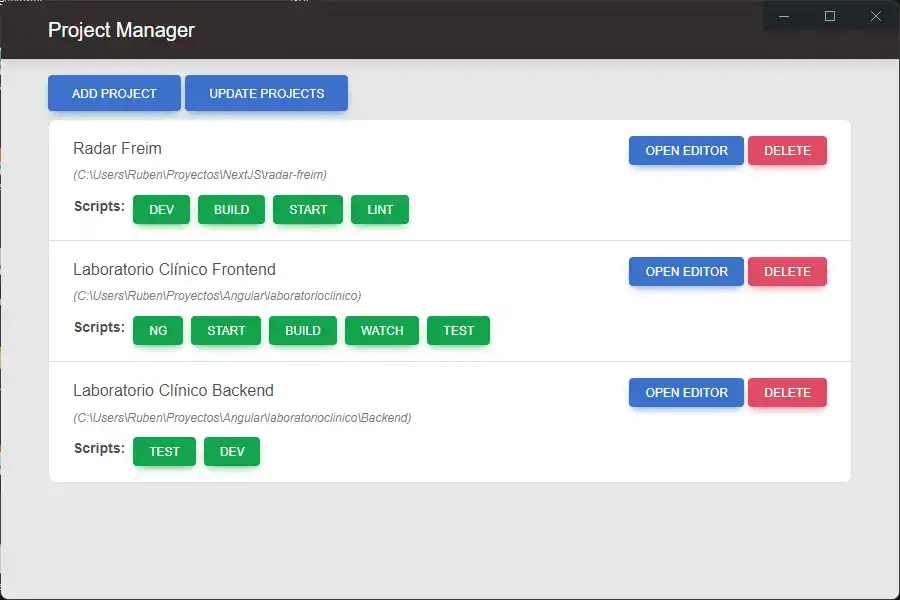 Project Manager
ADD PROJECT UPDATE PROJECTS
Radar Freim OPEN EDITOR DELETE
(C:\Users\Ruben\Proyectos\NextJS\radar-freim)
Scripts: DEV BUILD START LINT
Laboratorio Clínico Frontend OPEN EDITOR DELETE
(C:\Users\Ruben\Proyectos\Angular\laboratorioclinico)
Scripts: NG START BUILD WATCH TEST
Laboratorio Clínico Backend OPEN EDITOR DELETE
(C:\Users\Ruben\Proyectos\Angular\laboratorioclinico\Backend)
Scripts: TEST DEV